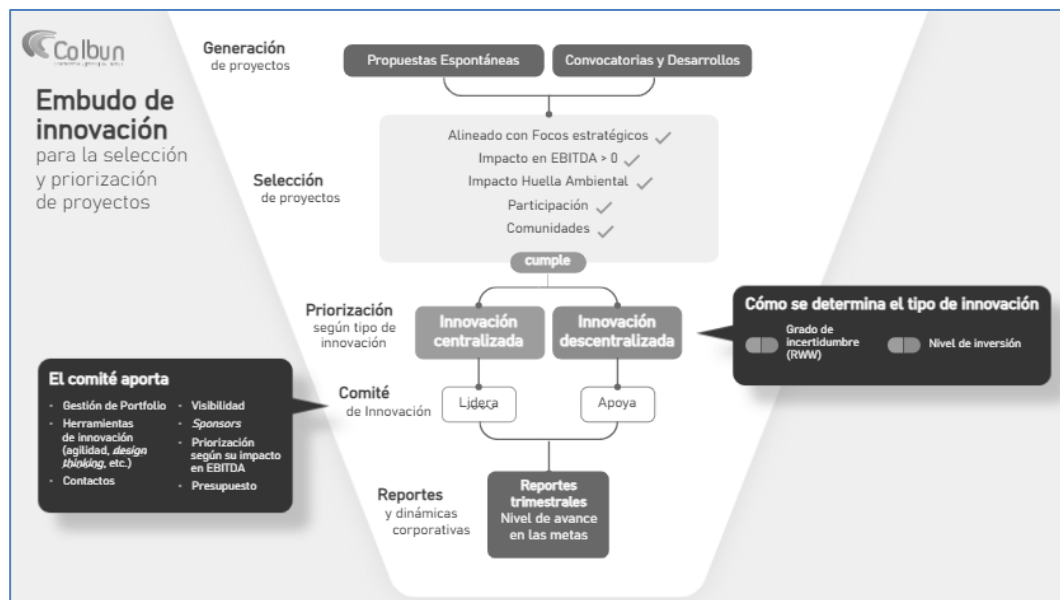 Colbun
Embudo de
innovación
para la selección
y priorización
de proyectos
Generación
de proyectos
Propuestas Espontáneas
Convocatorias y Desarrollos
Selección
de proyectos
Alineado con Focos estratégicos
Impacto en EBITDA > 0
Impacto Huella Ambiental
Participación
Comunidades
cumple
Priorización
según tipo de
innovación
Innovación
centralizada
Innovación
descentralizada
Cómo se determina el tipo de innovación
Grado de
incertidumbre
(RWW)
Nivel de inversión
El comité aporta
· Gestión de Portfolio
· Herramientas
de innovación
(agilidad, design
thinking, etc.)
· Contactos
· Visibilidad
· Sponsors
· Priorización
según su impacto
en EBITDA
· Presupuesto
Comité
de Innovación
Lidera
Apoya
Reportes
y dinámicas
corporativas
Reportes
trimestrales
Nivel de avance
en las metas